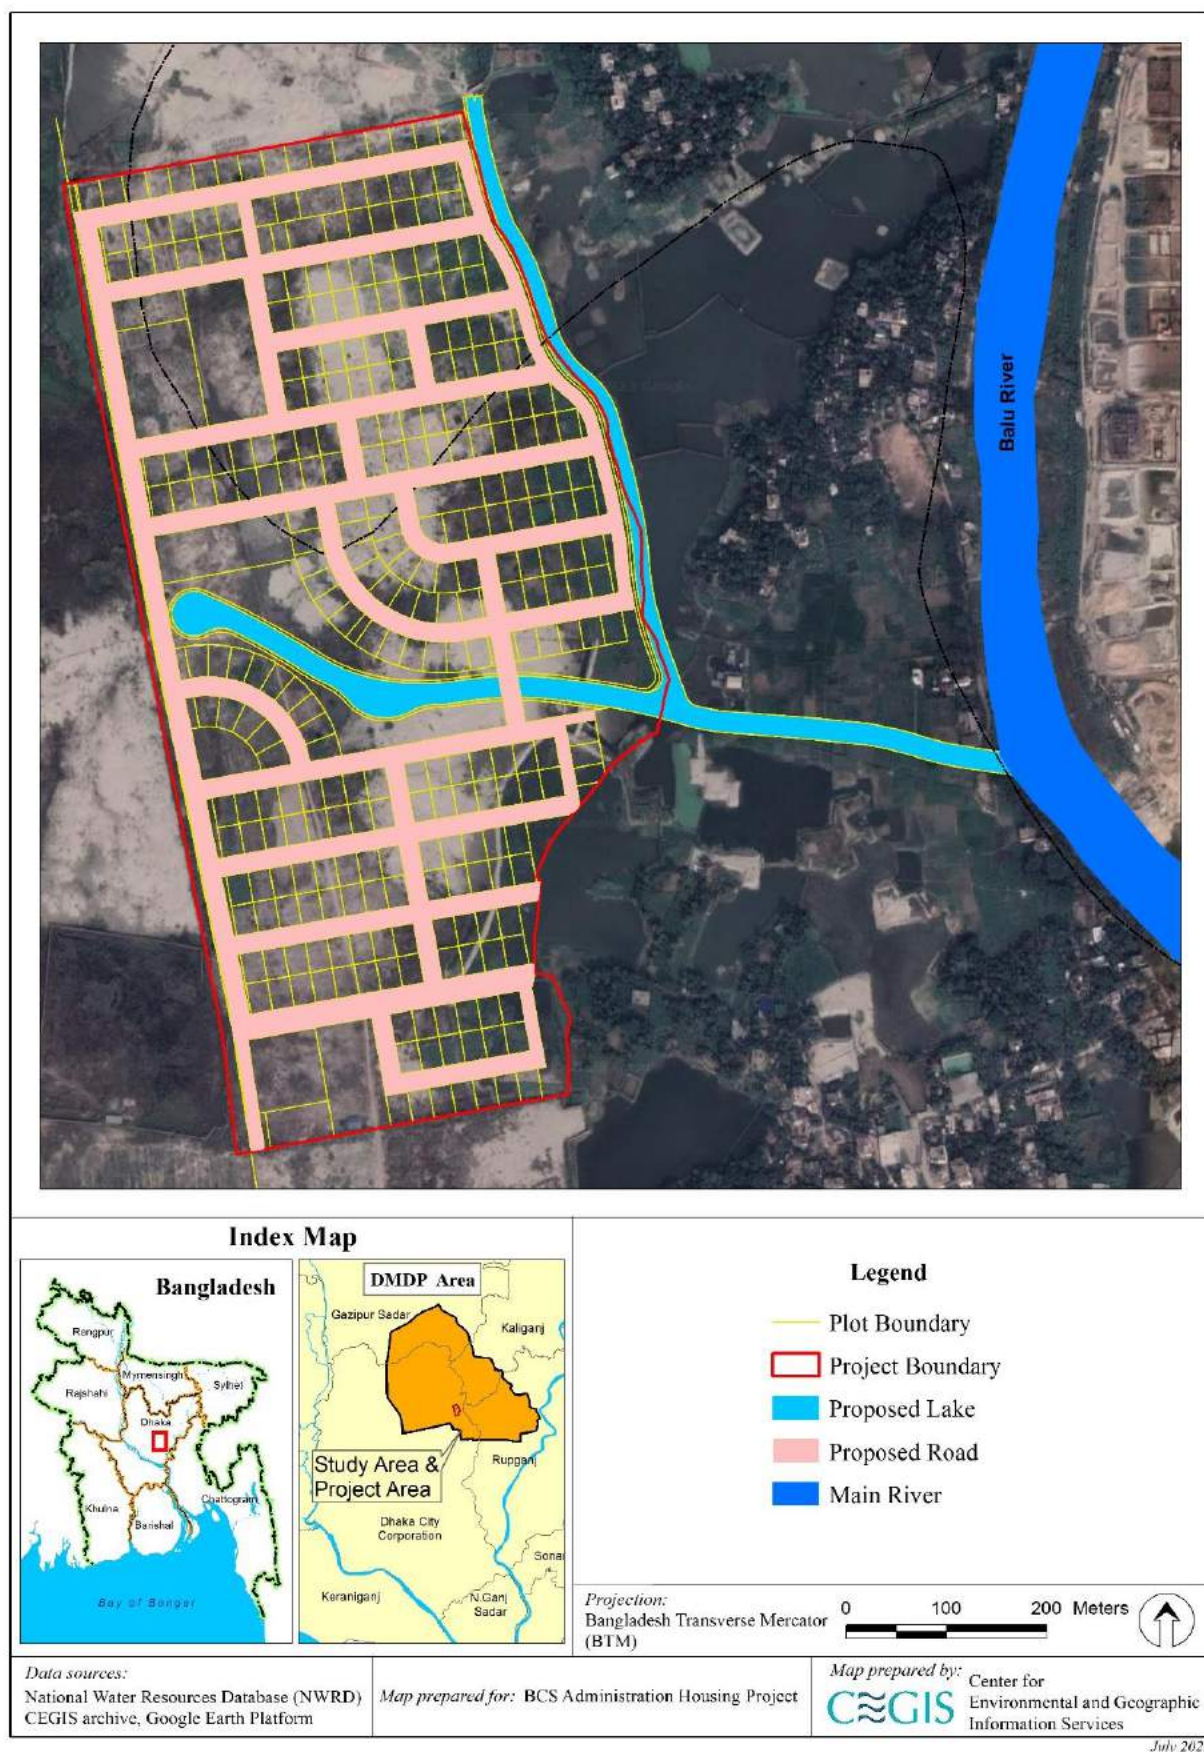 Balu River
Index Map
Bangladesh
Rangpur
Mymensingh
Sylhet
Rajshahi
Dhaka
Khulna
Barishal
Chattogram
Bay of Bengal
DMDP Area
Gazipur Sadar
Kaliganj
Study Area &
Project Area
Rupganj
Dhaka City
Corporation
Keraniganj
N.Ganj
Sadar
Sonar
Legend
Plot Boundary
Project Boundary
Proposed Lake
Proposed Road
Main River
Projection:
Bangladesh Transverse Mercator
(BTM)
0 100 200 Meters
Data sources:
National Water Resources Database (NWRD)
CEGIS archive, Google Earth Platform
Map prepared for: BCS Administration Housing Project
Map prepared by:
CEGIS
Center for
Environmental and Geographic
Information Services
July 202